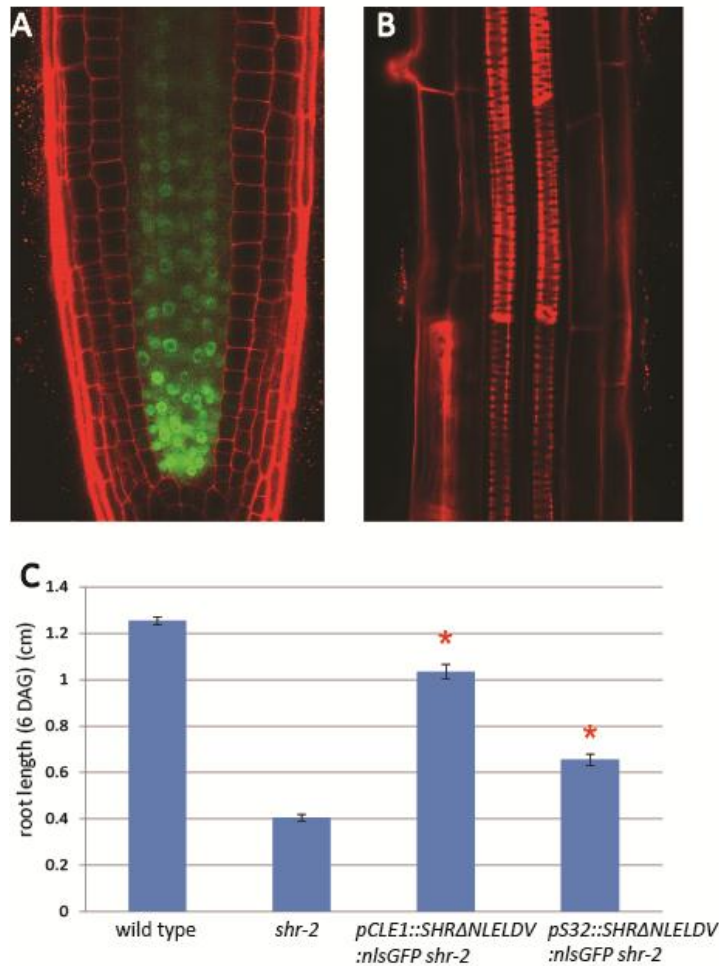 A
B
C
root length (6 DAG) (cm)
1.4
1.2
1
0.8
0.6
0.4
0.2
0
*
*
wild type
shr-2
pCLE1::SHRΔNLELDV
:nlsGFP shr-2
pS32::SHRΔNLELDV
:nlsGFP shr-2